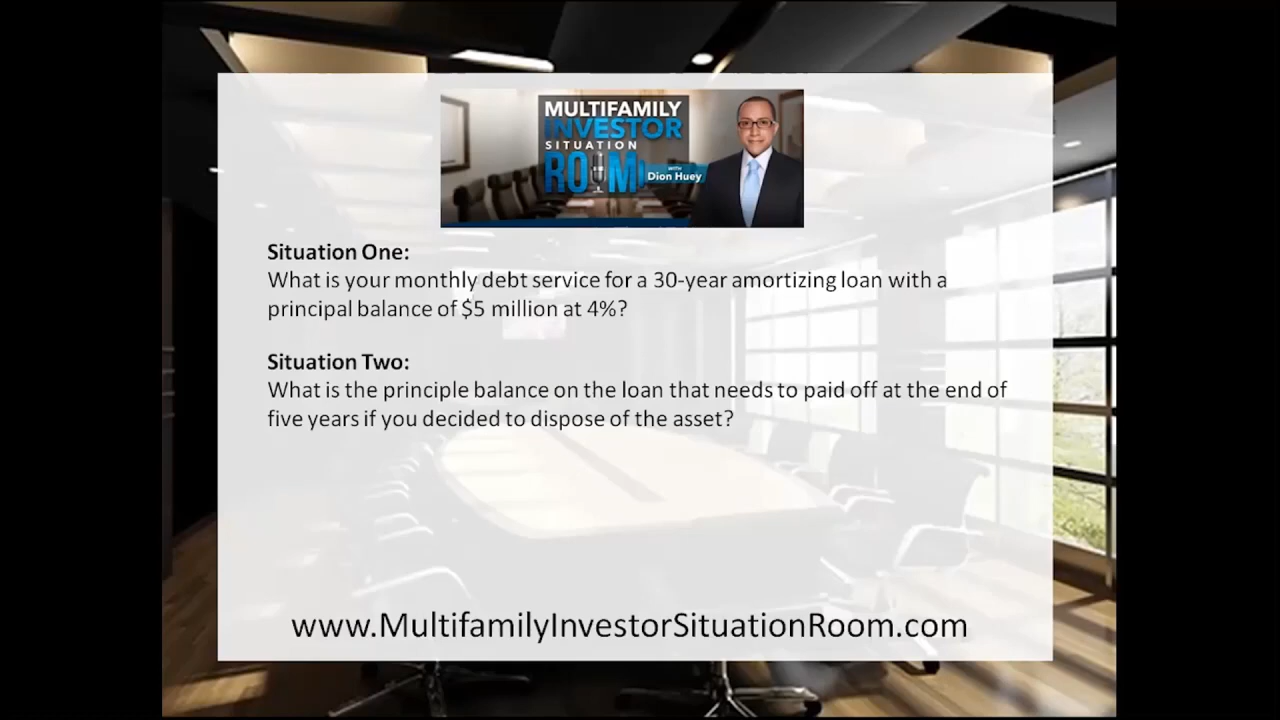 MULTIFAMILY
INVESTOR
SITUATION
ROOM
WITH
Dion Huey
Situation One:
What is your monthly debt service for a 30-year amortizing loan with a
principal balance of $5 million at 4%?
Situation Two:
What is the principle balance on the loan that needs to paid off at the end of
five years if you decided to dispose of the asset?
www.MultifamilyInvestorSituationRoom.com